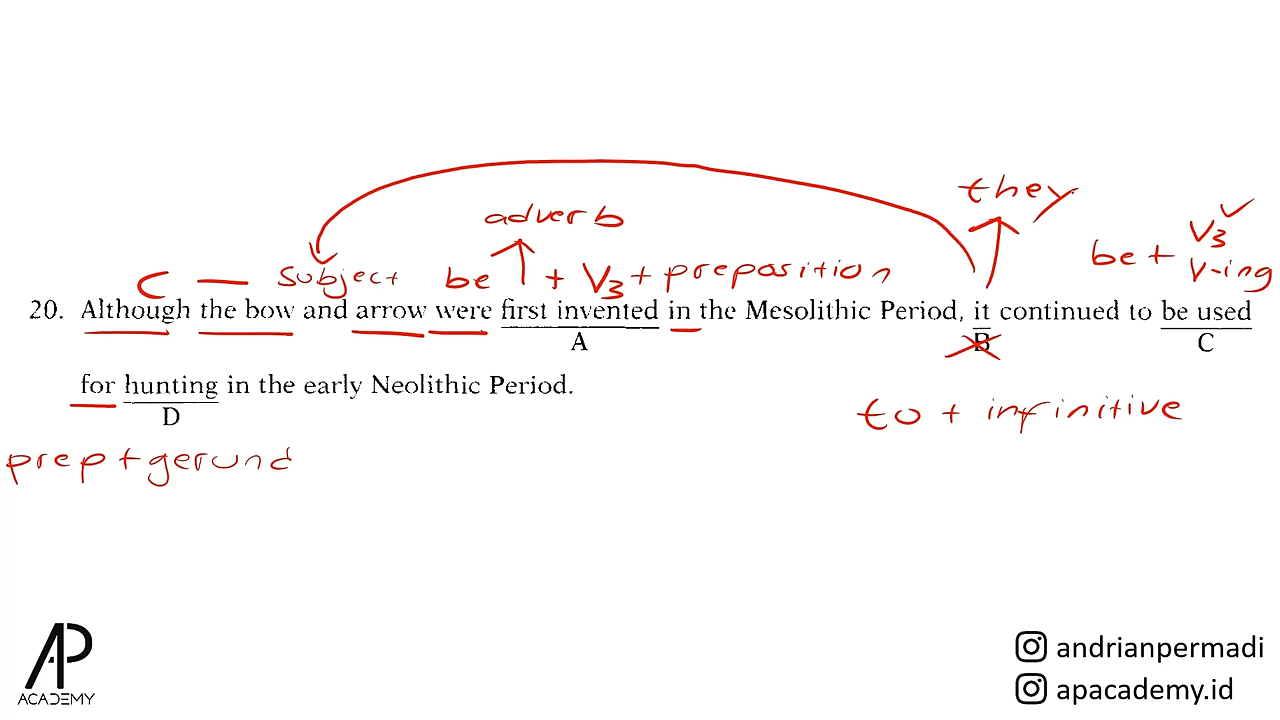 they
adverb
V3
be +
V-ing
C — subject be + V3 + preposition
20. Although the bow and arrow were first invented in the Mesolithic Period, it continued to be used
A B C
for hunting in the early Neolithic Period.
D
to + infinitive
prep + gerund
AP
ACADEMY
andrianpermadi
apacademy.id